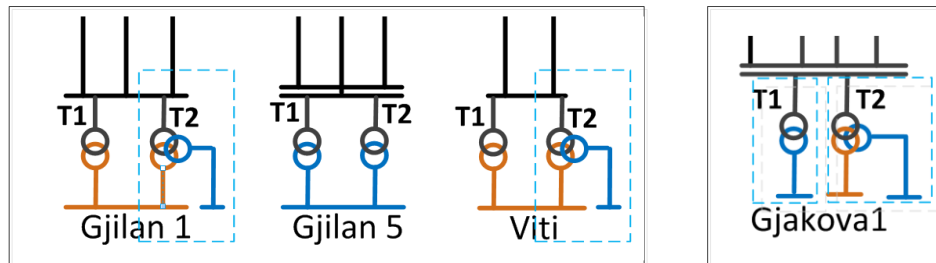 T1 T2 T1 T2 T1 T2
Gjilan 1 Gjilan 5 Viti
T1 T2
Gjakova1